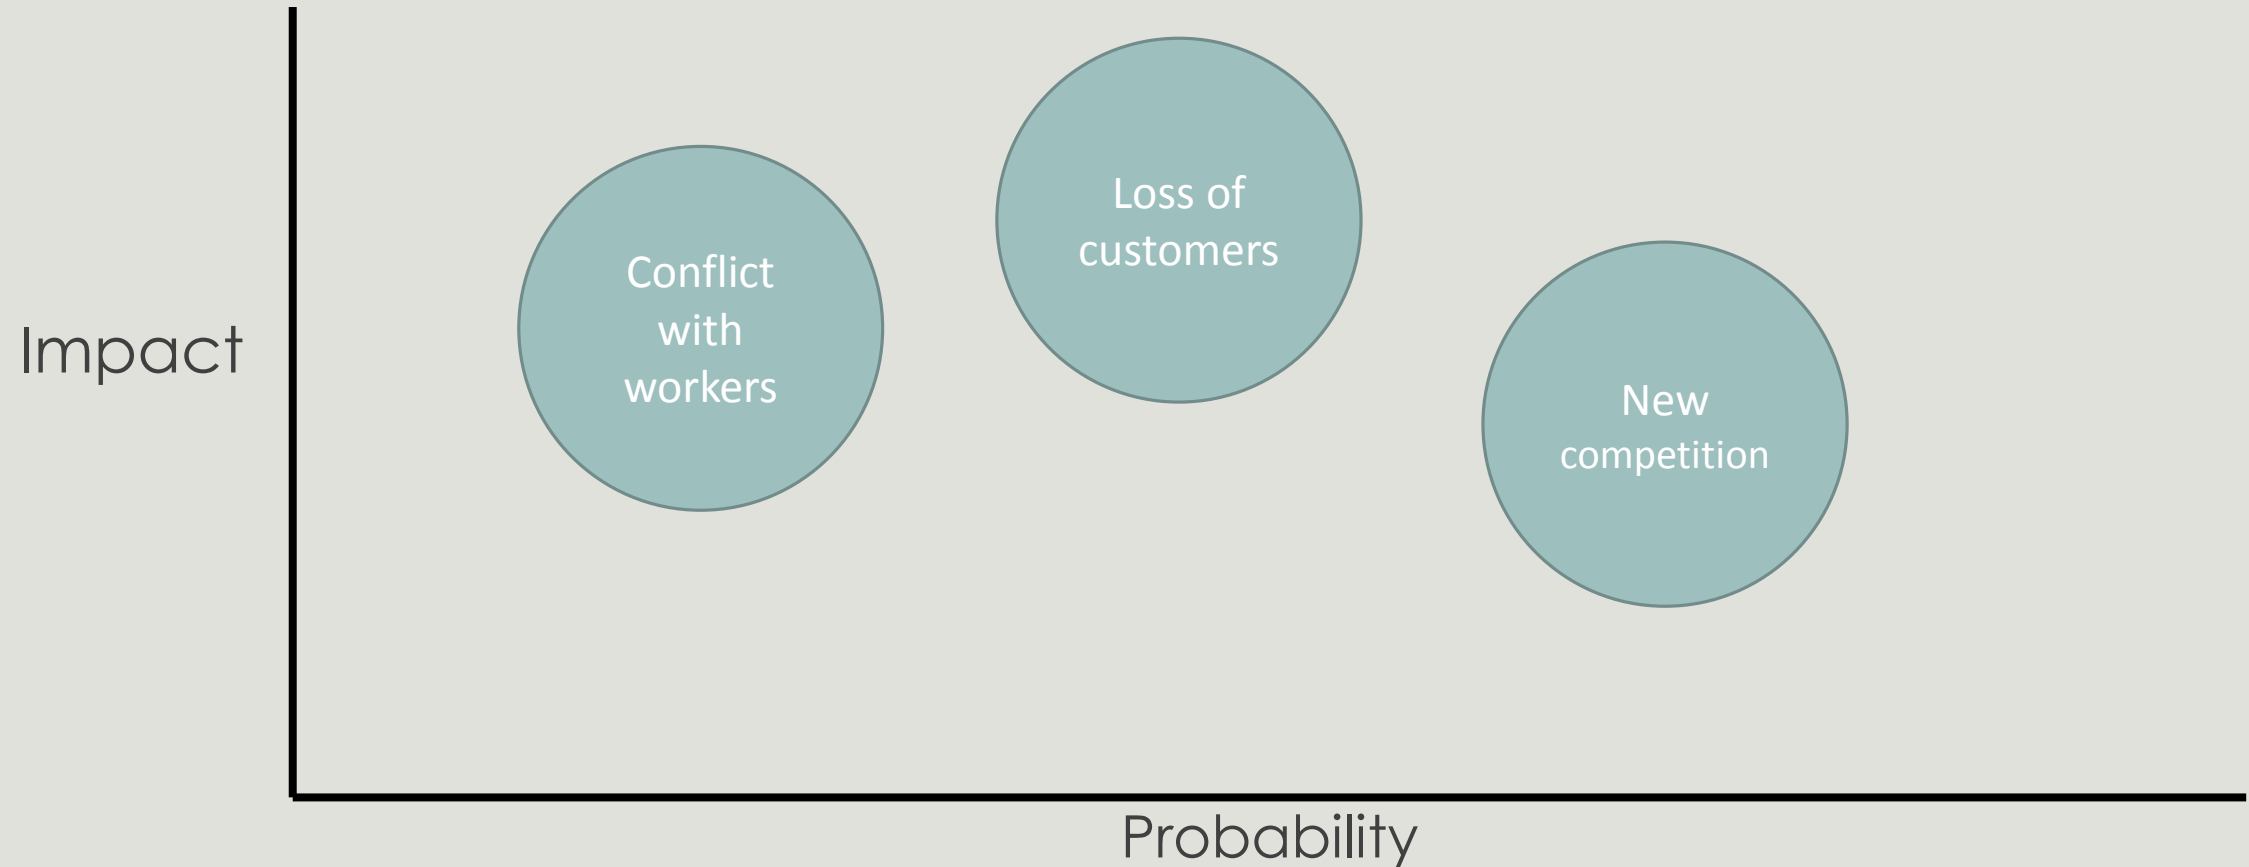 Impact
Conflict
with
workers
Loss of
customers
New
competition
Probability